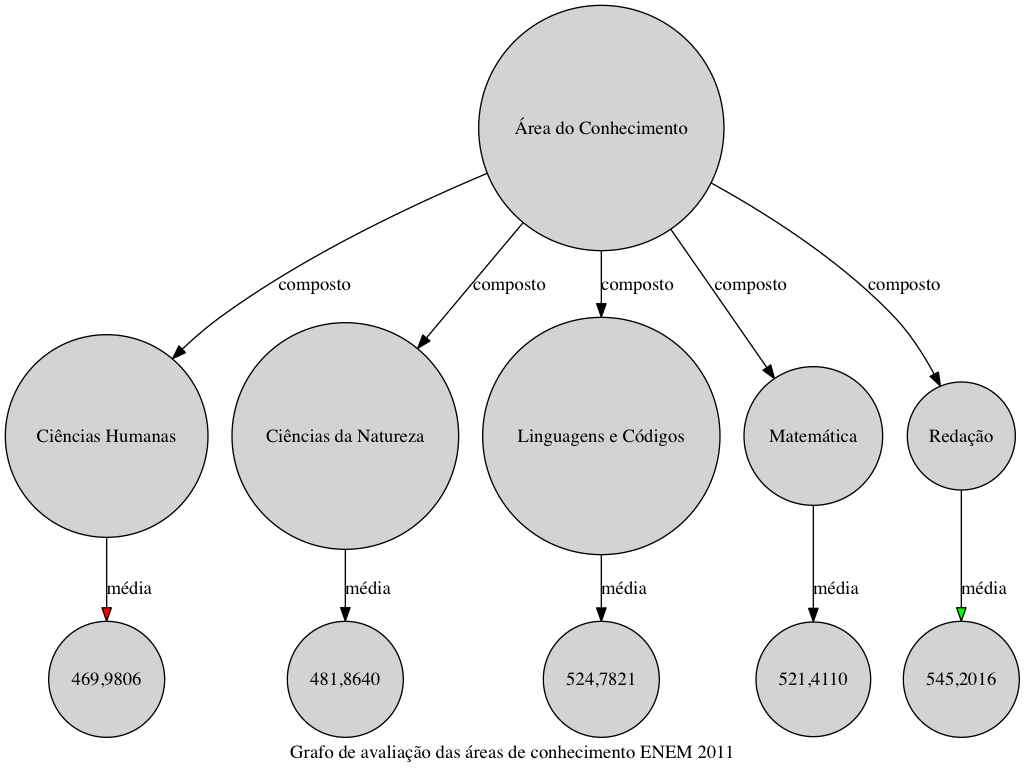 Área do Conhecimento
composto
composto
composto
composto
composto
Ciências Humanas
Ciências da Natureza
Linguagens e Códigos
Matemática
Redação
média
média
média
média
média
469,9806
481,8640
524,7821
521,4110
545,2016
Grafo de avaliação das áreas de conhecimento ENEM 2011